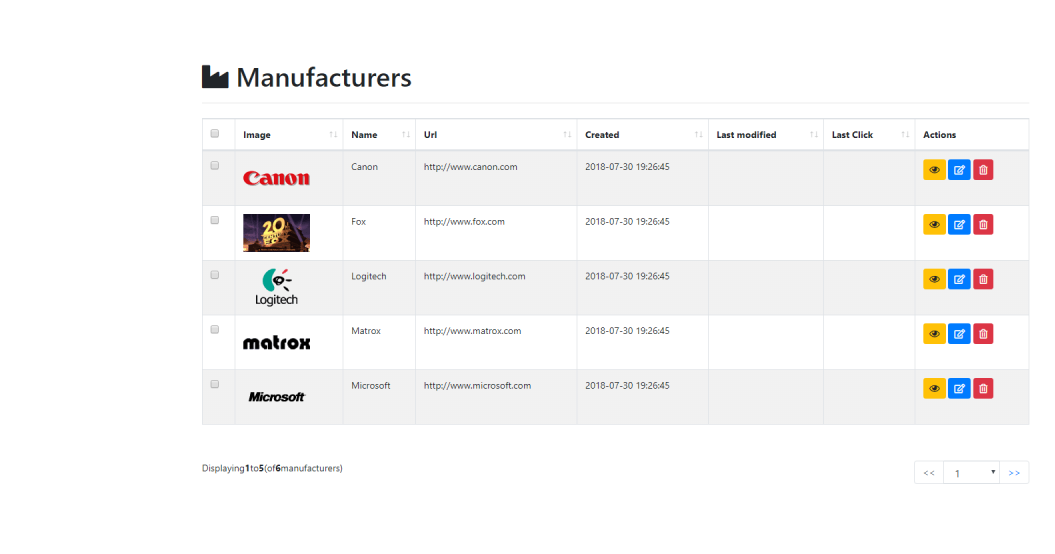 Manufacturers
Image Name Url Created Last modified Last Click Actions
Canon Canon http://www.canon.com 2018-07-30 19:26:45
20 Fox http://www.fox.com 2018-07-30 19:26:45
Logitech Logitech http://www.logitech.com 2018-07-30 19:26:45
matrox Matrox http://www.matrox.com 2018-07-30 19:26:45
Microsoft Microsoft http://www.microsoft.com 2018-07-30 19:26:45
Displaying1to5(of6manufacturers) << 1 >>